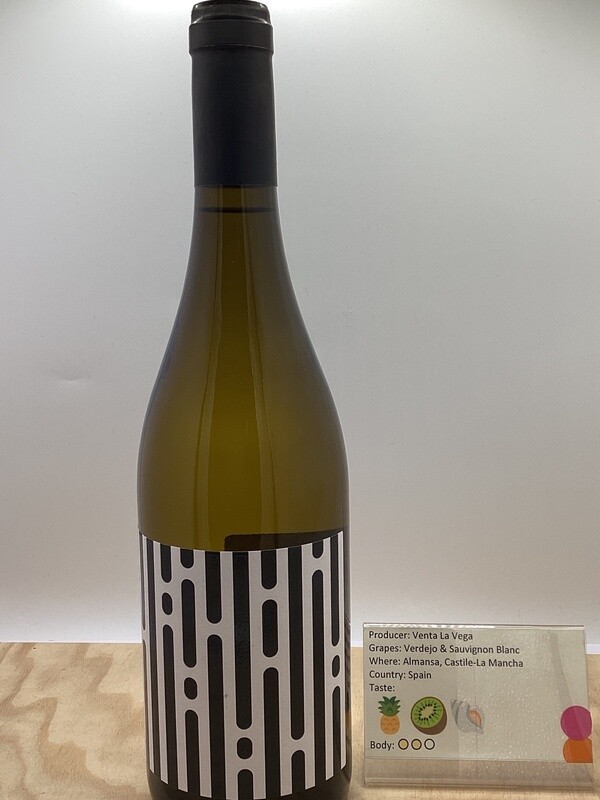 Producer: Venta La Vega
Grapes: Verdejo & Sauvignon Blanc
Where: Almansa, Castile-La Mancha
Country: Spain
Taste:
Body: